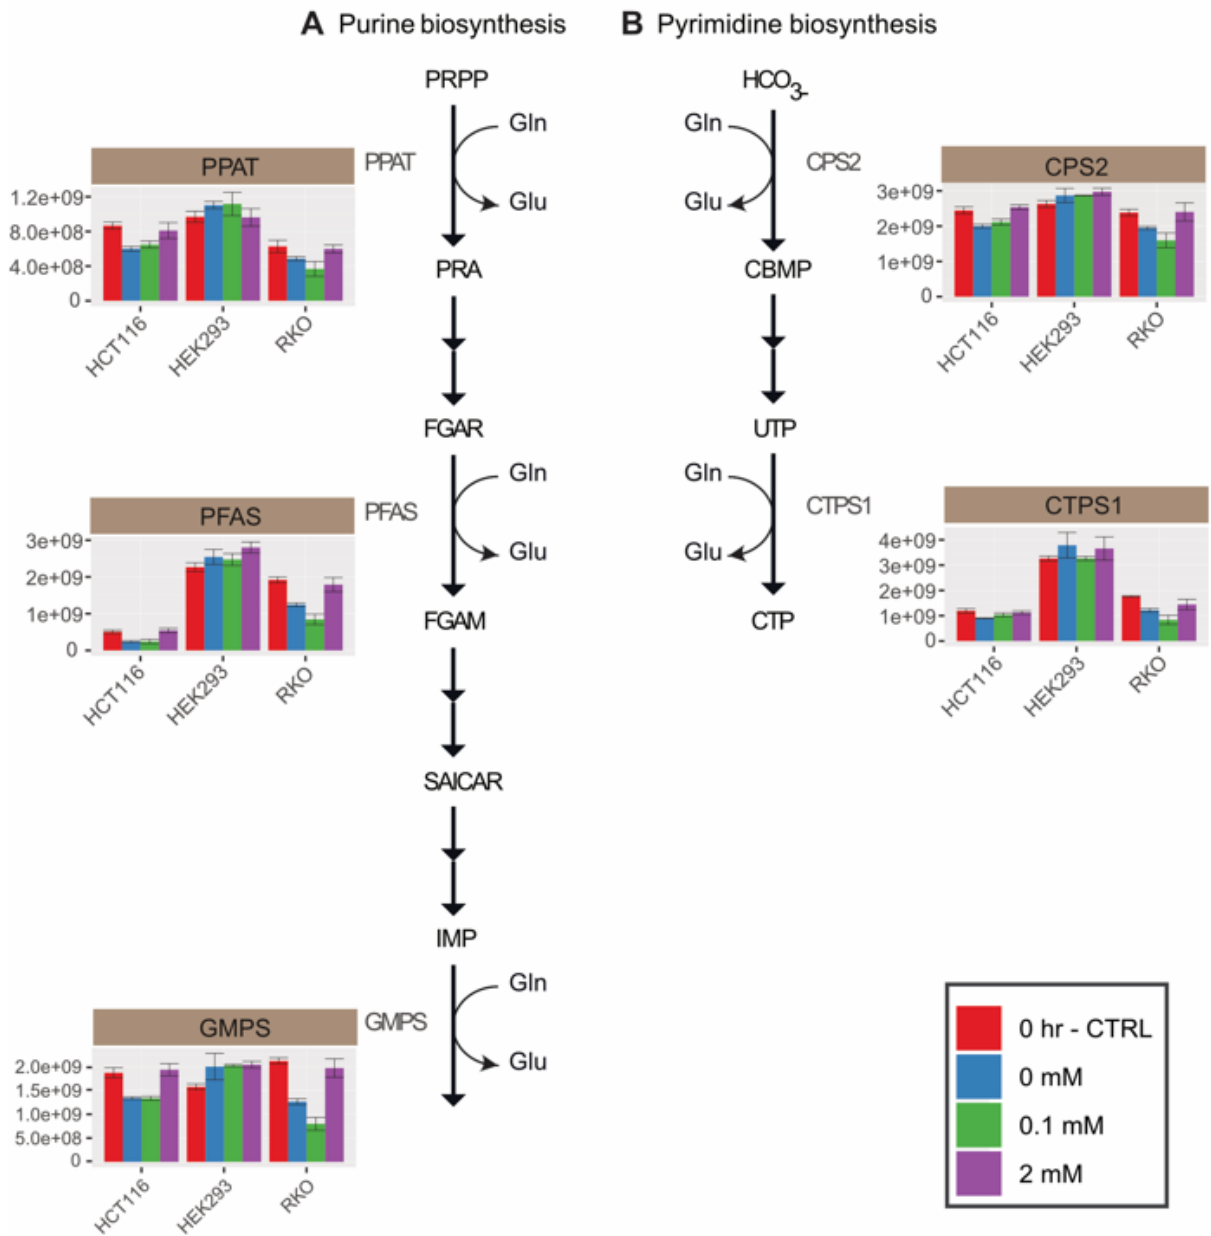 A Purine biosynthesis
B Pyrimidine biosynthesis
PRPP
Gln
Glu
PPAT
PRA
FGAR
Gln
Glu
PFAS
FGAM
SAICAR
IMP
Gln
Glu
GMPS
HCO3-
Gln
Glu
CPS2
CBMP
UTP
Gln
Glu
CTPS1
CTP
PPAT
1.2e+09
8.0e+08
4.0e+08
0
HCT116 HEK293 RKO
PFAS
3e+09
2e+09
1e+09
0
HCT116 HEK293 RKO
GMPS
2.0e+09
1.5e+09
1.0e+09
5.0e+08
0
HCT116 HEK293 RKO
CPS2
3e+09
2e+09
1e+09
0
HCT116 HEK293 RKO
CTPS1
4e+09
3e+09
2e+09
1e+09
0
HCT116 HEK293 RKO
0 hr - CTRL
0 mM
0.1 mM
2 mM